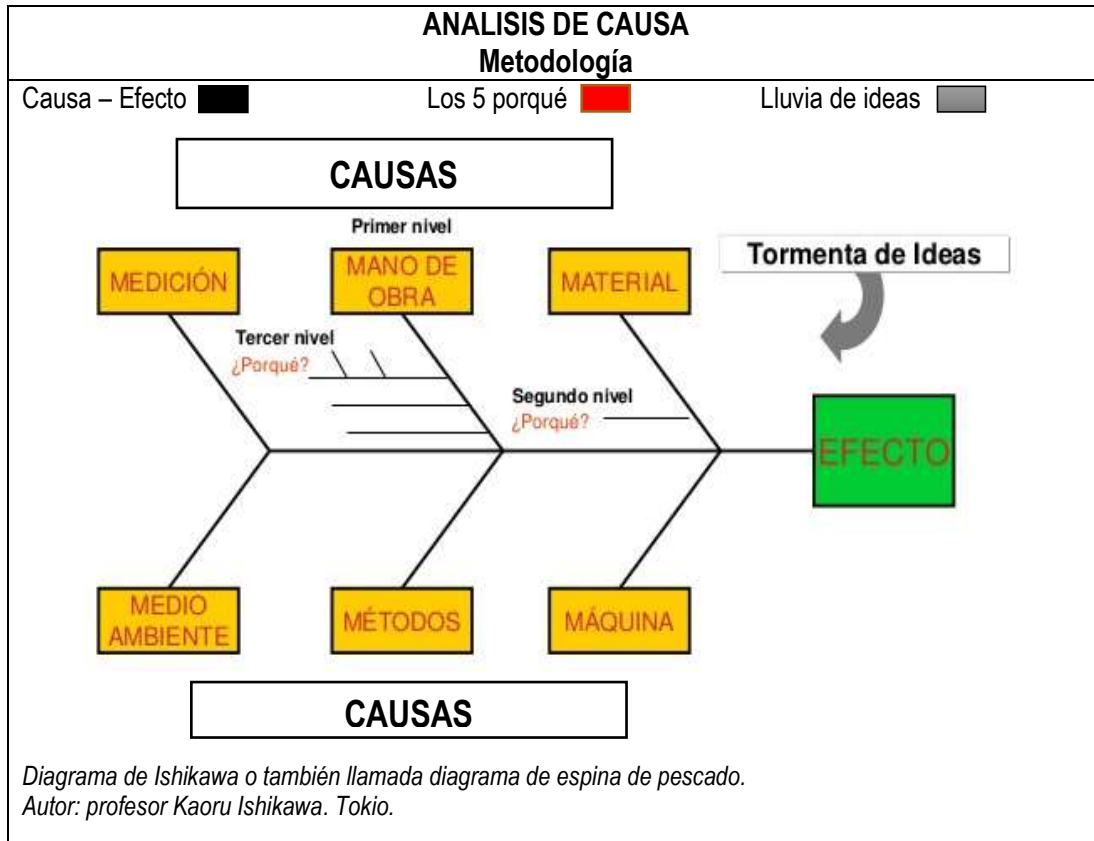 ANALISIS DE CAUSA
Metodología
Causa – Efecto
Los 5 porqué
Lluvia de ideas
CAUSAS
Primer nivel
MEDICIÓN
MANO DE
OBRA
MATERIAL
Tormenta de Ideas
Tercer nivel
¿Porqué?
Segundo nivel
¿Porqué?
EFECTO
MEDIO
AMBIENTE
MÉTODOS
MÁQUINA
CAUSAS
Diagrama de Ishikawa o también llamada diagrama de espina de pescado.
Autor: profesor Kaoru Ishikawa. Tokio.